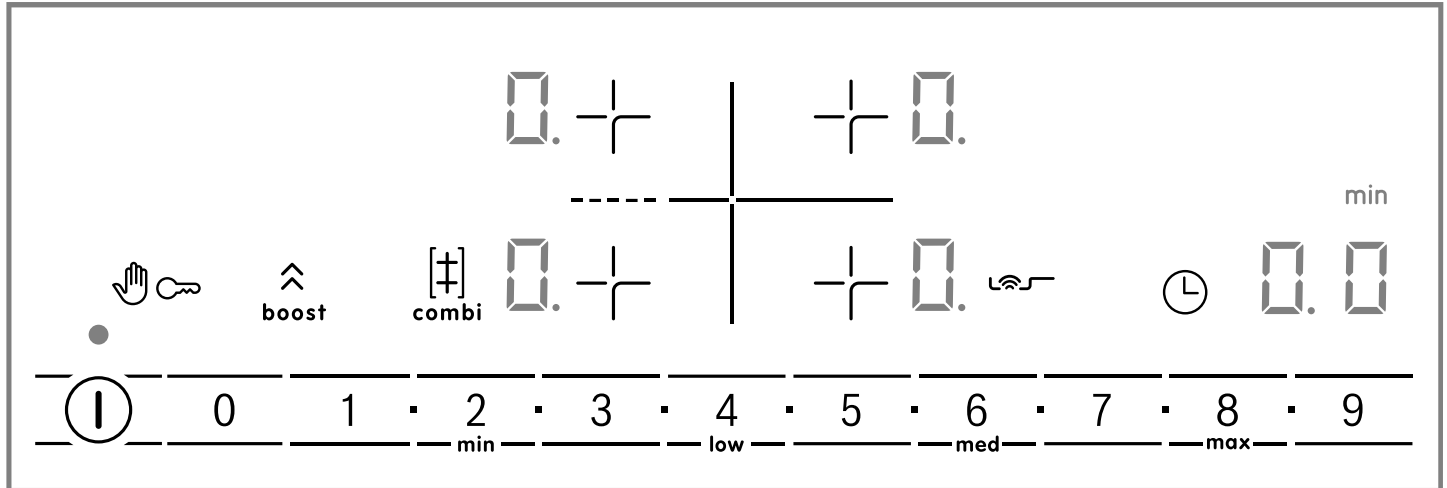 0. 0.
min
boost
combi
0. 0. 0. 0
0 1 · 2 · 3 · 4 · 5 · 6 · 7 · 8 · 9
min low med max